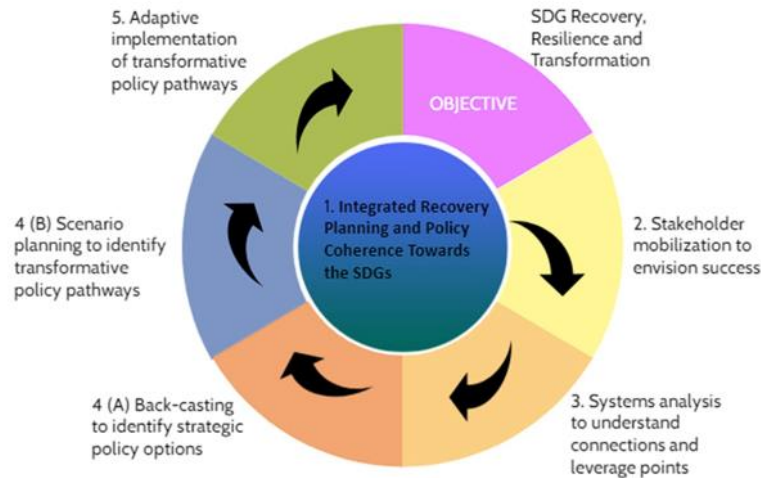 5. Adaptive
implementation
of transformative
policy pathways
SDG Recovery,
Resilience and
Transformation
OBJECTIVE
1. Integrated Recovery
Planning and Policy
Coherence Towards
the SDGs
2. Stakeholder
mobilization to
envision success
4 (B) Scenario
planning to identify
transformative
policy pathways
4 (A) Back-casting
to identify strategic
policy options
3. Systems analysis
to understand
connections and
leverage points